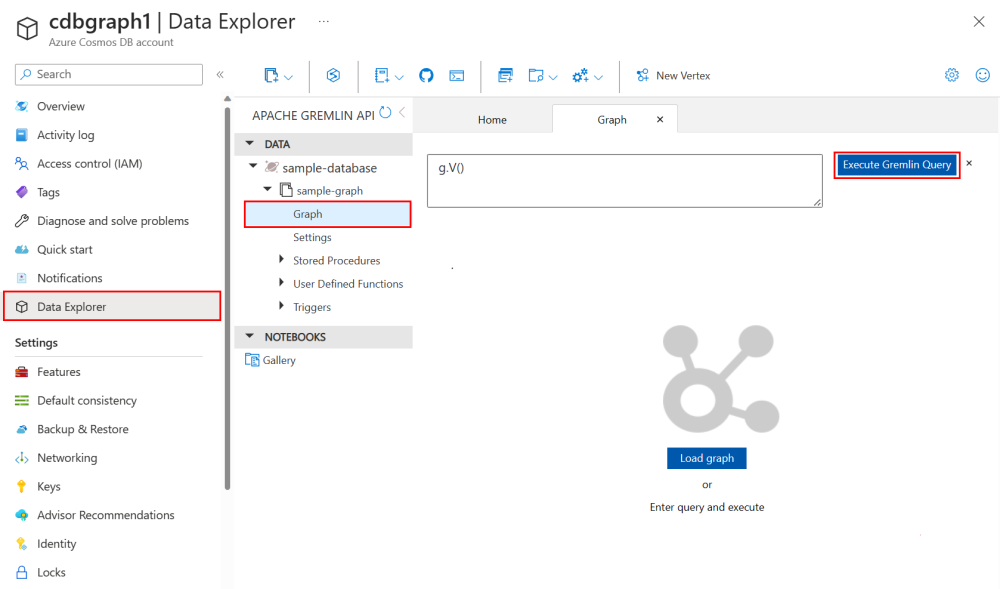 cdbgraph1 | Data Explorer ...
Azure Cosmos DB account
Search
«
New Vertex
Overview
Activity log
Access control (IAM)
Tags
Diagnose and solve problems
Quick start
Notifications
Data Explorer
Settings
Features
Default consistency
Backup & Restore
Networking
Keys
Advisor Recommendations
Identity
Locks
APACHE GREMLIN API
DATA
sample-database
sample-graph
Graph
Settings
Stored Procedures
User Defined Functions
Triggers
NOTEBOOKS
Gallery
Home
Graph
g.V()
Execute Gremlin Query
Load graph
or
Enter query and execute